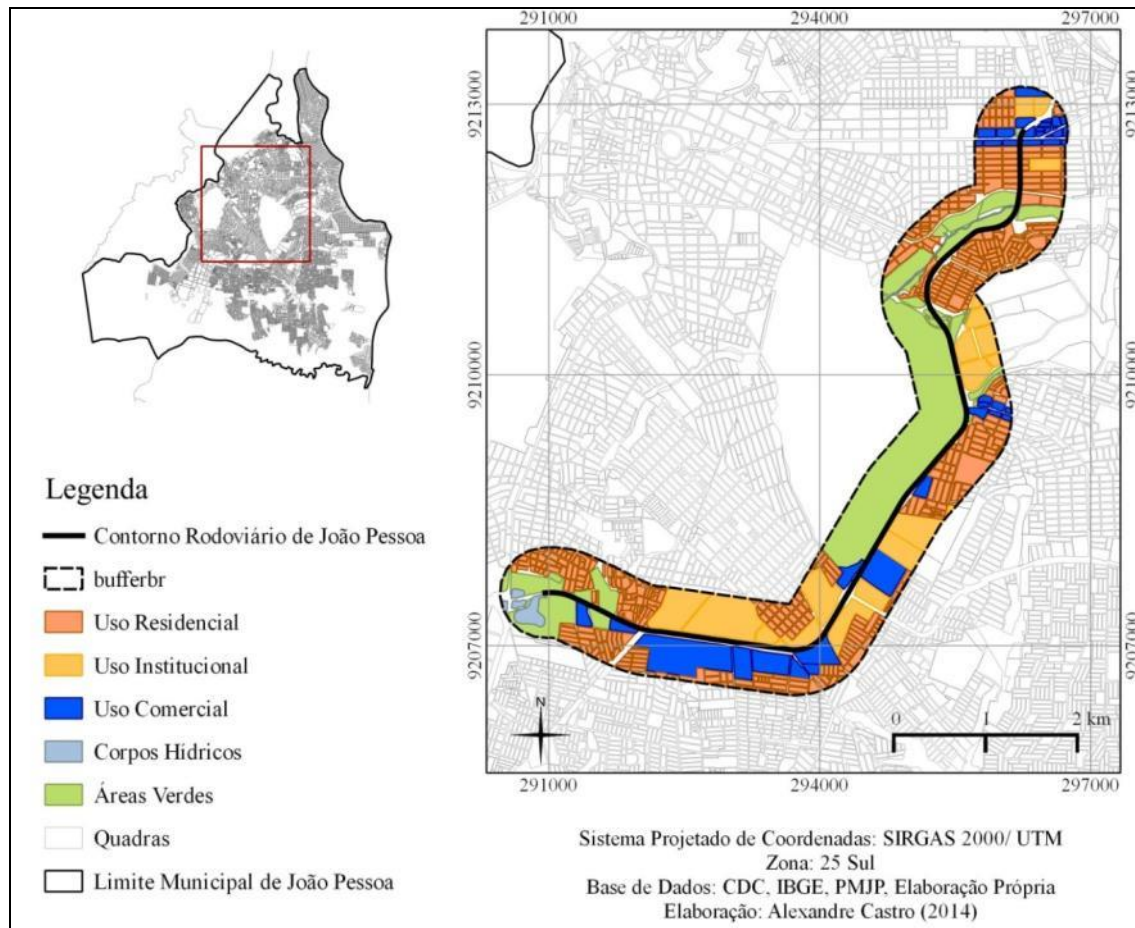 291000
294000
297000
9213000
9213000
9210000
9210000
9207000
9207000
0
1
2 km
N
291000
294000
297000
Legenda
Contorno Rodoviário de João Pessoa
bufferbr
Uso Residencial
Uso Institucional
Uso Comercial
Corpos Hídricos
Áreas Verdes
Quadras
Limite Municipal de João Pessoa
Sistema Projetado de Coordenadas: SIRGAS 2000/ UTM
Zona: 25 Sul
Base de Dados: CDC, IBGE, PMJP, Elaboração Própria
Elaboração: Alexandre Castro (2014)